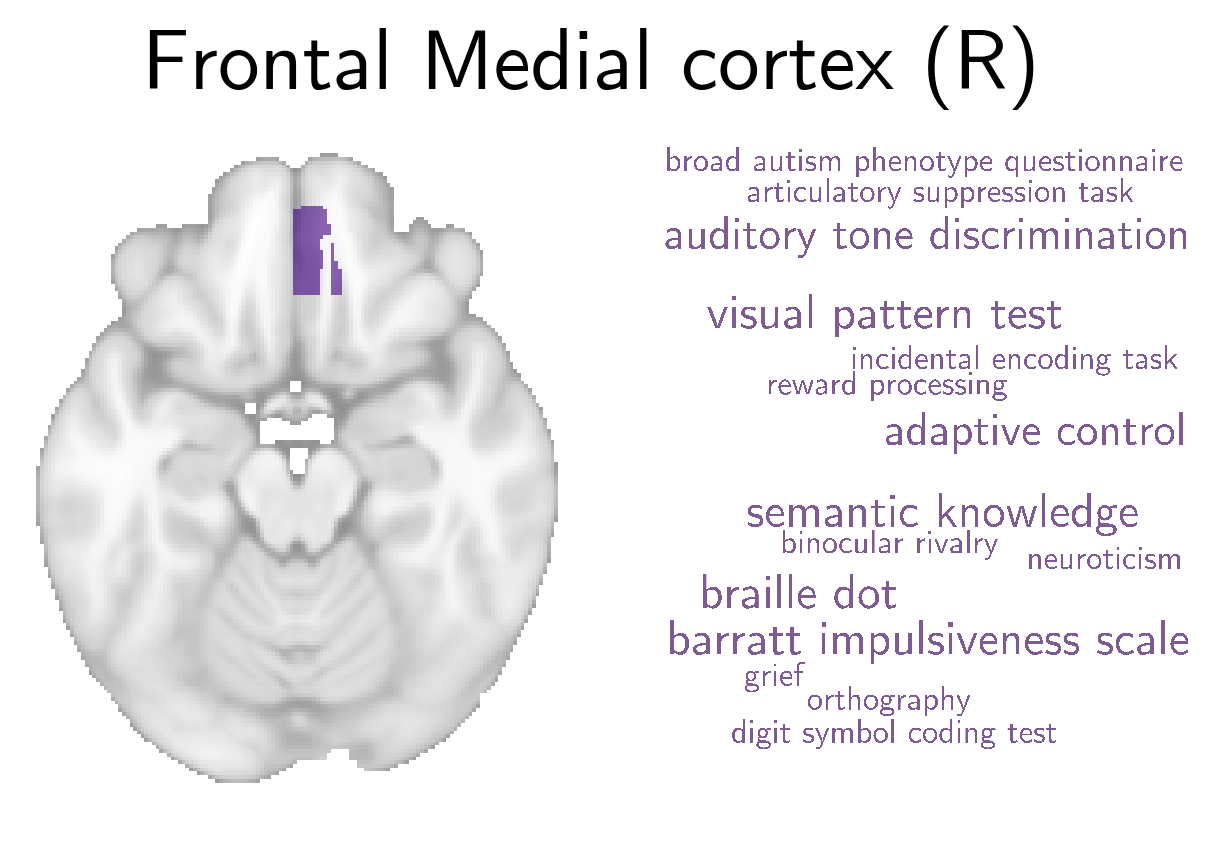 Frontal Medial cortex (R)
broad autism phenotype questionnaire
articulatory suppression task
auditory tone discrimination
visual pattern test
incidental encoding task
reward processing
adaptive control
semantic knowledge
binocular rivalry
neuroticism
braille dot
barratt impulsiveness scale
grief
orthography
digit symbol coding test